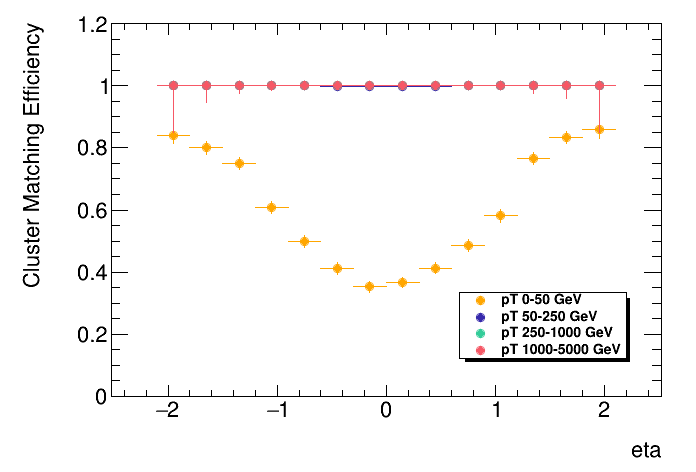 Cluster Matching Efficiency
1.2
1
0.8
0.6
0.4
0.2
0
−2
−1
0
1
2
eta
pT 0-50 GeV
pT 50-250 GeV
pT 250-1000 GeV
pT 1000-5000 GeV